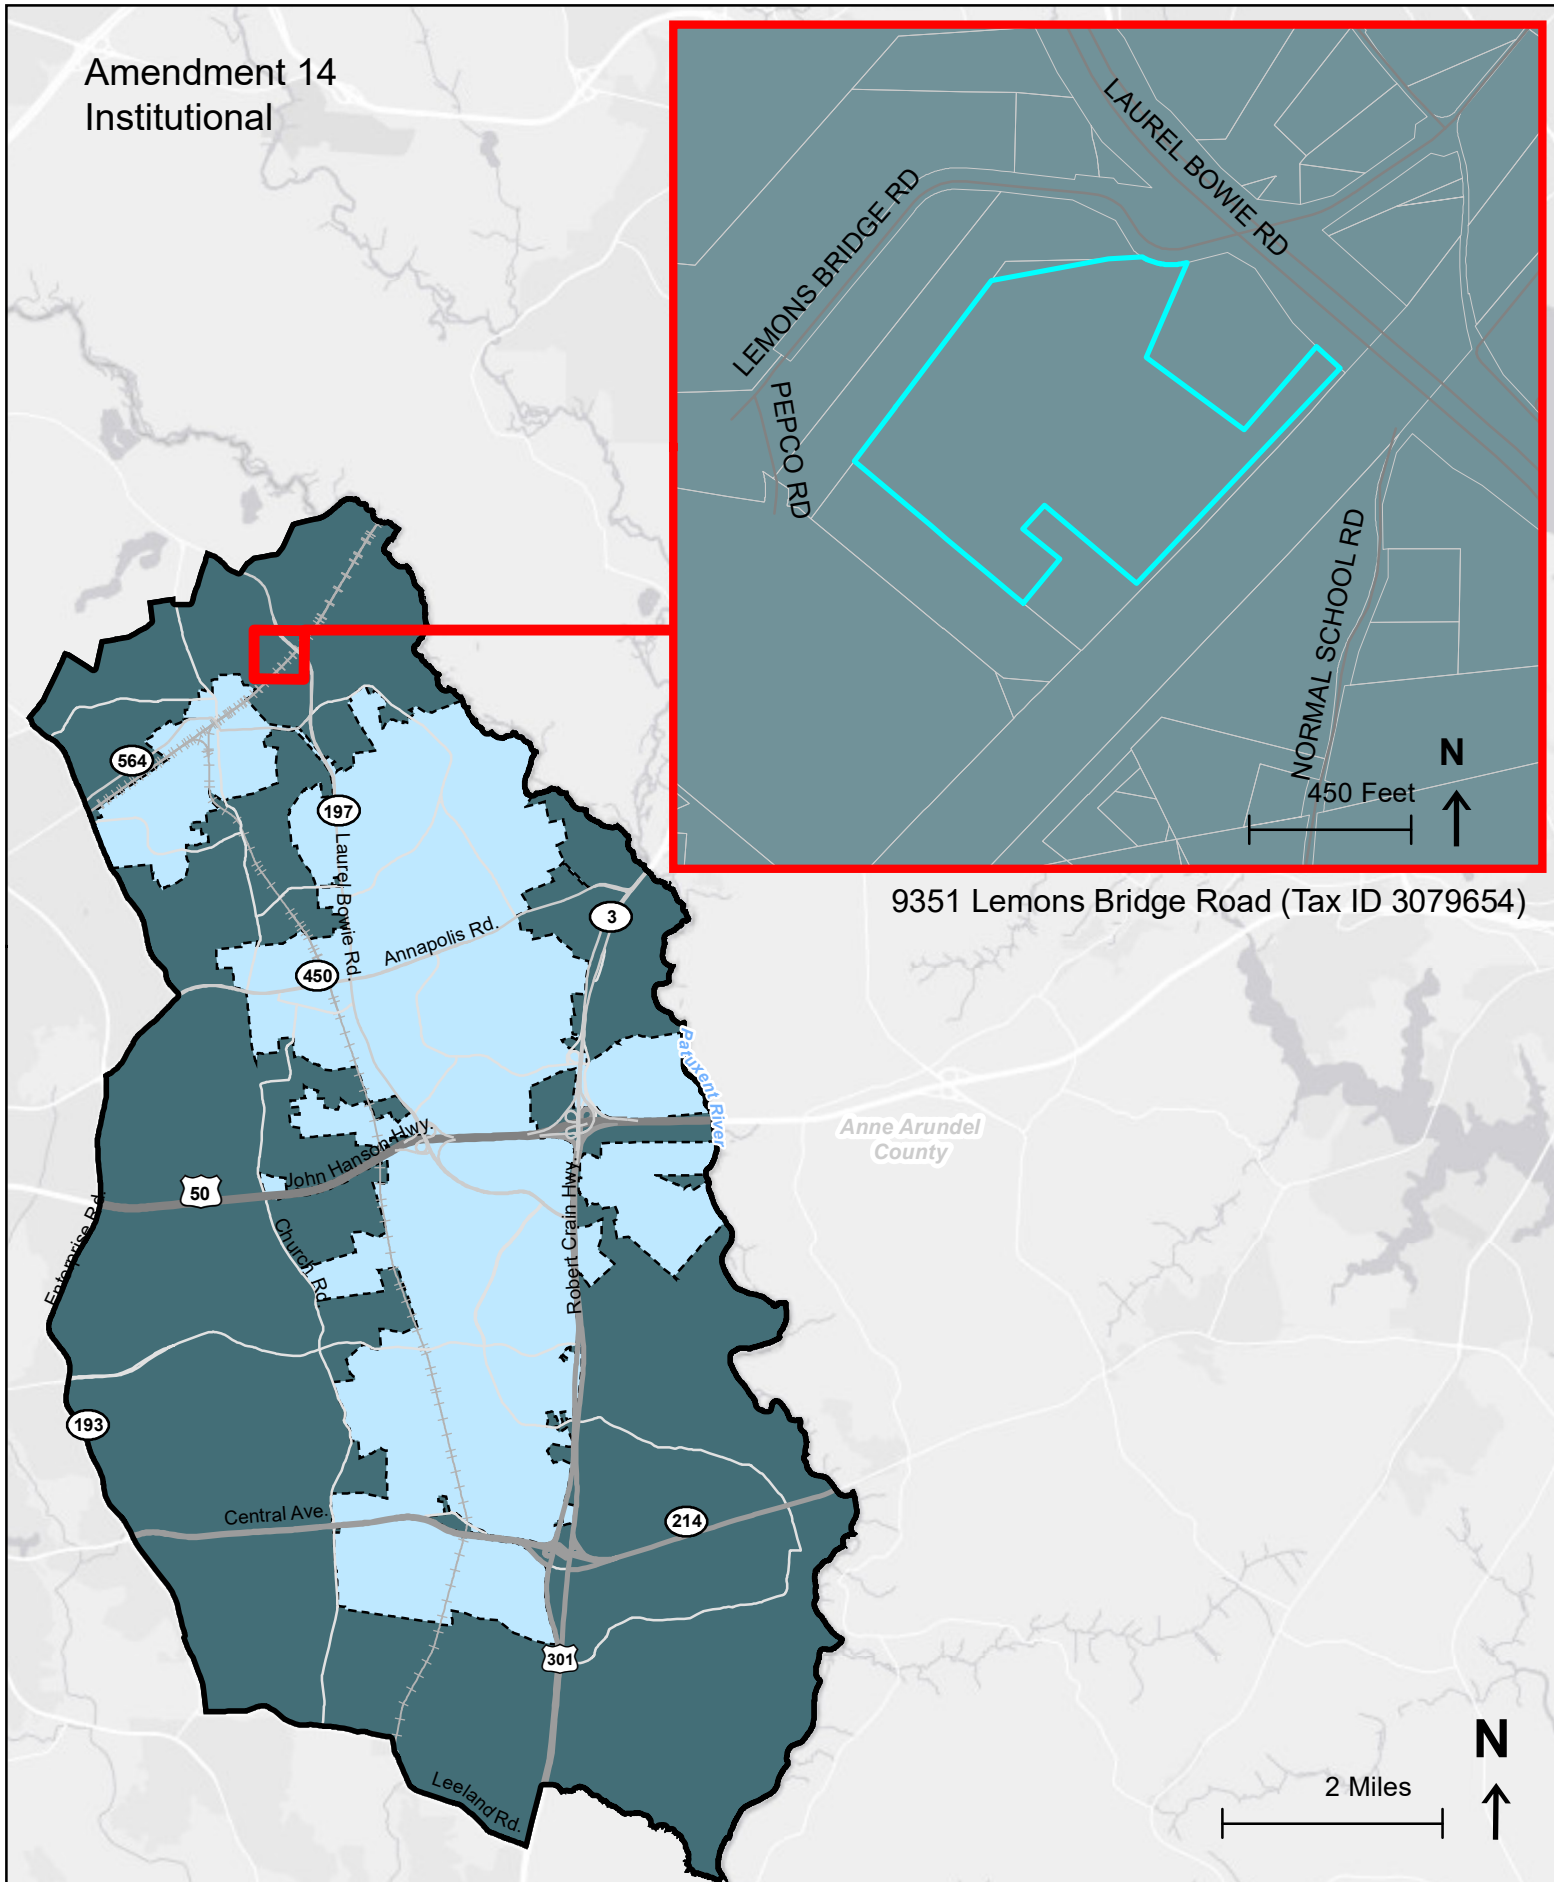 Amendment 14
Institutional
LAUREL BOWIE RD
LEMONS BRIDGE RD
PEPCO RD
NORMAL SCHOOL RD
N
450 Feet
9351 Lemons Bridge Road (Tax ID 3079654)
564
197
Laurel Bowie Rd.
3
Annapolis Rd.
450
Patuxent River
Anne Arundel
County
John Hanson Hwy.
50
Enterprise Rd.
Church Rd.
Robert Crain Hwy.
193
Central Ave.
214
301
Leeland Rd.
N
2 Miles